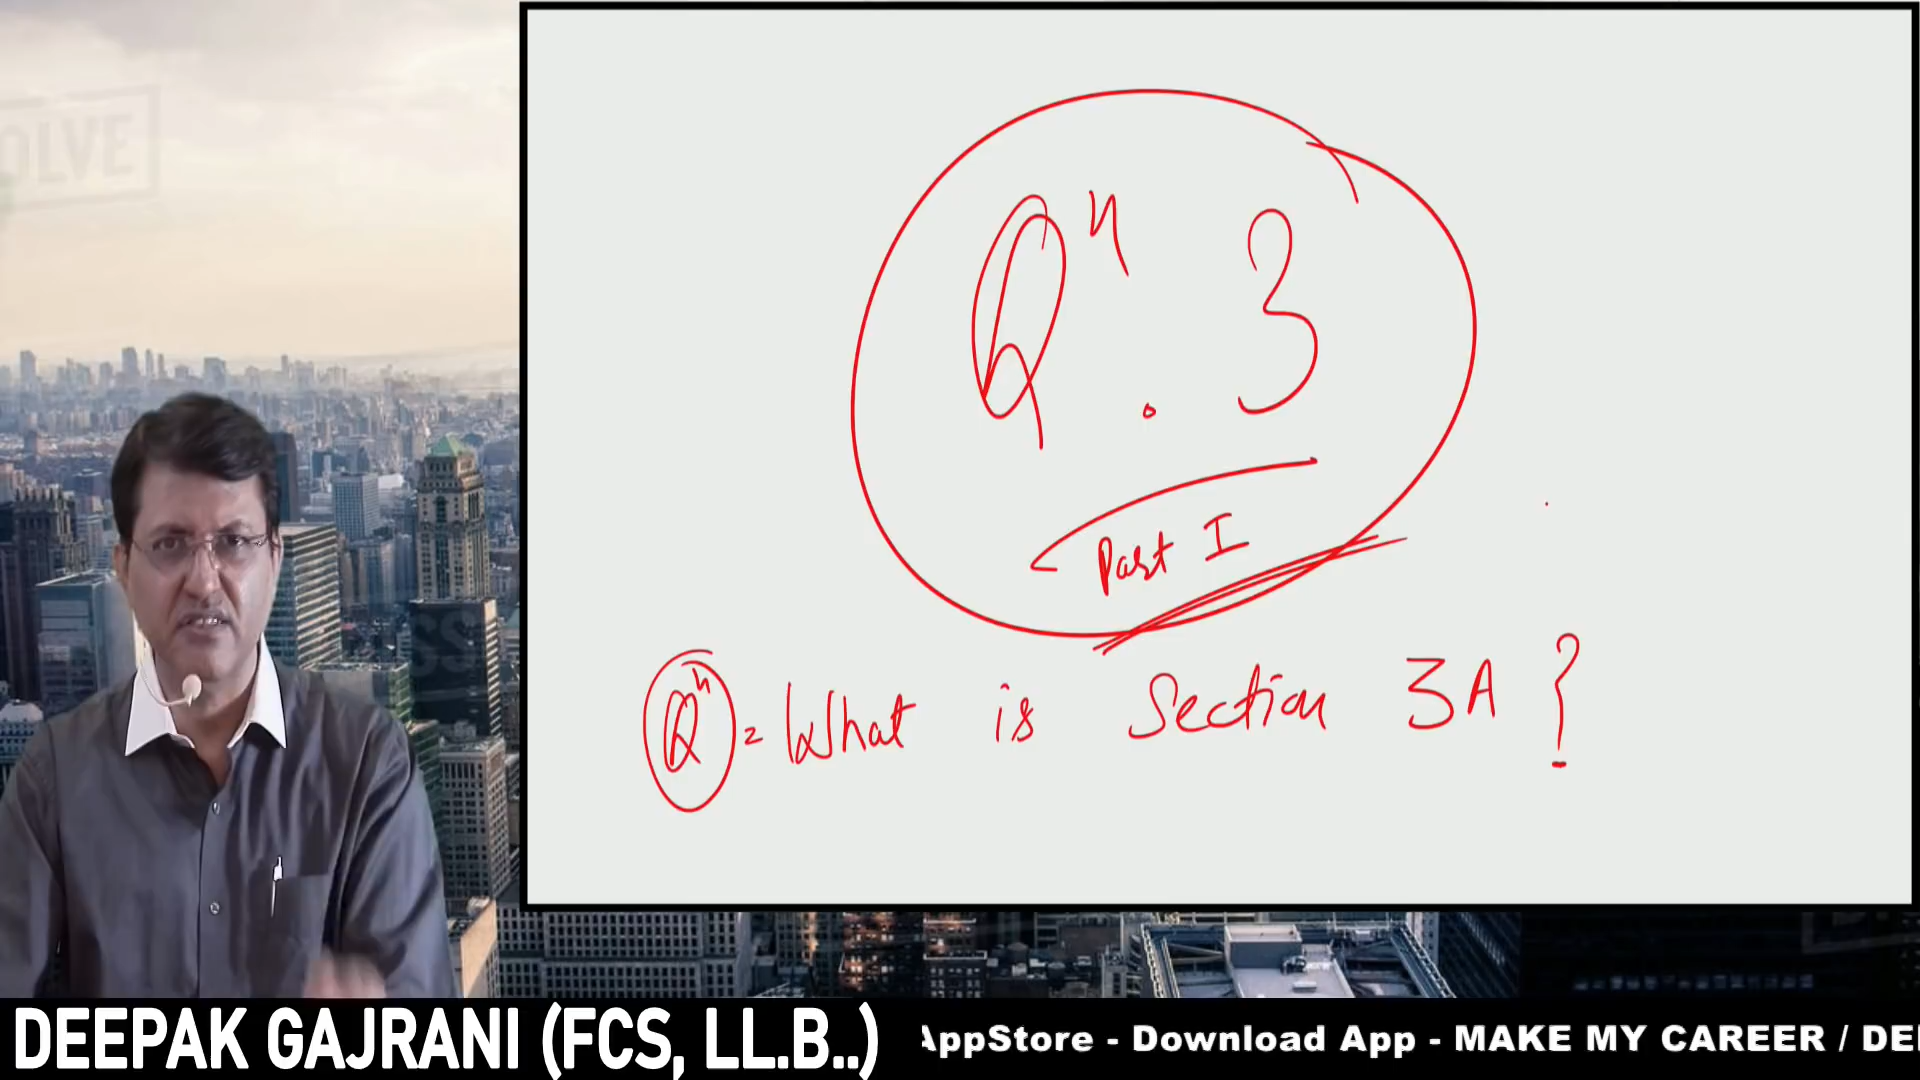 OLVE
Qn. 3
Part I
Qn = What is Section 3A ?
DEEPAK GAJRANI (FCS, LL.B..)
AppStore - Download App - MAKE MY CAREER / DE